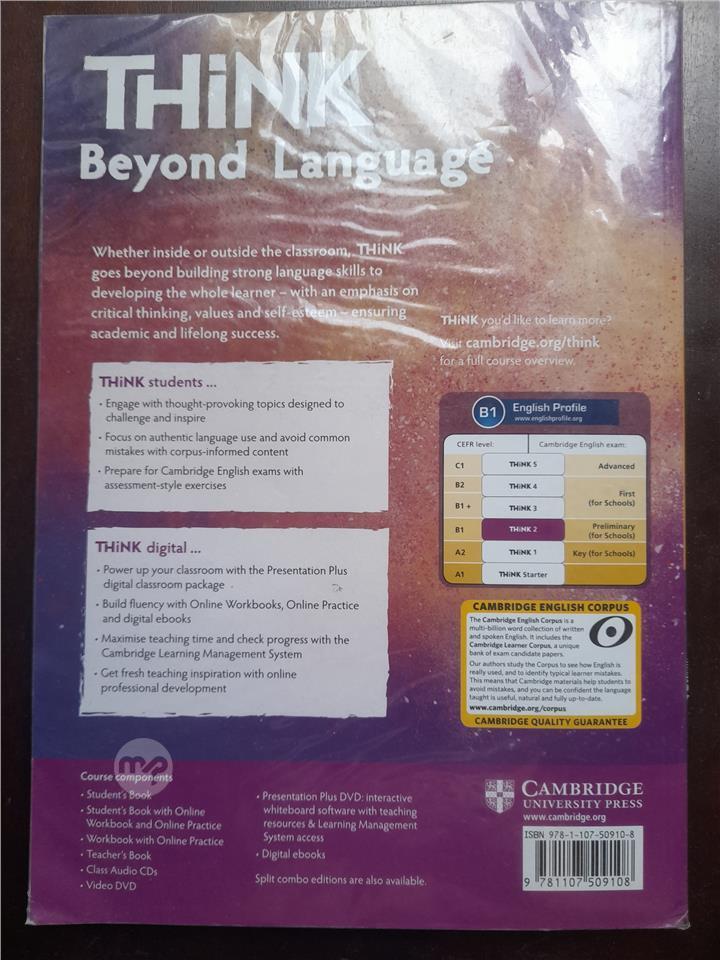 THiNK
Beyond Language
Whether inside or outside the classroom, THiNK
goes beyond building strong language skills to
developing the whole learner – with an emphasis on
critical thinking, values and self-esteem – ensuring
academic and lifelong success.
THiNK you'd like to learn more?
Visit cambridge.org/think
for a full course overview.
THiNK students ...
• Engage with thought-provoking topics designed to
challenge and inspire
• Focus on authentic language use and avoid common
mistakes with corpus-informed content
• Prepare for Cambridge English exams with
assessment-style exercises
B1 English Profile
www.englishprofile.org
CEFR level: Cambridge English exam:
C1 THiNK 5 Advanced
B2 THiNK 4
First
(for Schools)
B1 + THiNK 3
B1 THiNK 2 Preliminary
(for Schools)
A2 THiNK 1 Key (for Schools)
A1 THiNK Starter
THiNK digital ...
• Power up your classroom with the Presentation Plus
digital classroom package
• Build fluency with Online Workbooks, Online Practice
and digital ebooks
• Maximise teaching time and check progress with the
Cambridge Learning Management System
• Get fresh teaching inspiration with online
professional development
CAMBRIDGE ENGLISH CORPUS
The Cambridge English Corpus is a
multi-billion word collection of written
and spoken English. It includes the
Cambridge Learner Corpus, a unique
bank of exam candidate papers.
Our authors study the Corpus to see how English is
really used, and to identify typical learner mistakes.
This means that Cambridge materials help students to
avoid mistakes, and you can be confident the language
taught is useful, natural and fully up-to-date.
www.cambridge.org/corpus
CAMBRIDGE QUALITY GUARANTEE
Course components
• Student's Book
• Student's Book with Online
Workbook and Online Practice
• Workbook with Online Practice
• Teacher's Book
• Class Audio CDs
• Video DVD
• Presentation Plus DVD: interactive
whiteboard software with teaching
resources & Learning Management
System access
• Digital ebooks
Split combo editions are also available.
CAMBRIDGE
UNIVERSITY PRESS
www.cambridge.org
ISBN 978-1-107-50910-8
9 781107 509108